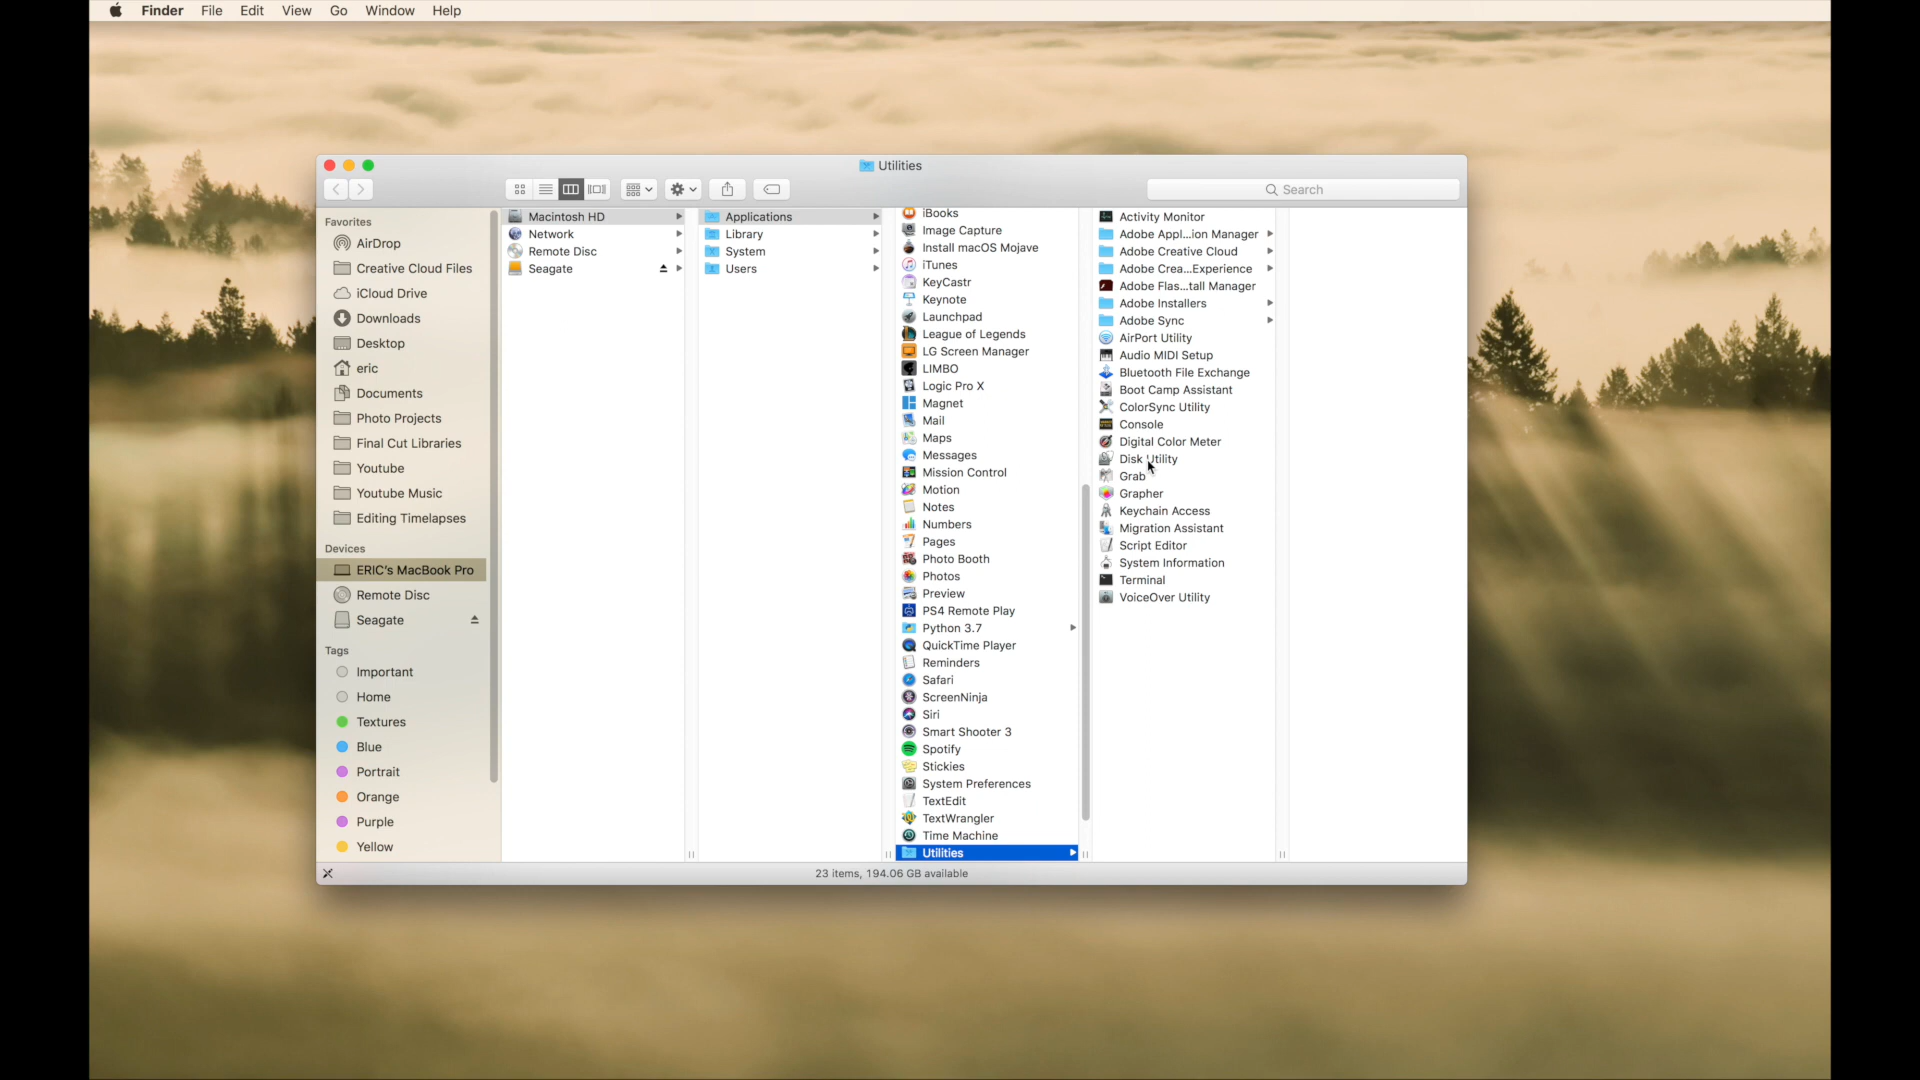 Finder File Edit View Go Window Help
Utilities
Search
Favorites
AirDrop
Creative Cloud Files
iCloud Drive
Downloads
Desktop
eric
Documents
Photo Projects
Final Cut Libraries
Youtube
Youtube Music
Editing Timelapses
Devices
ERIC's MacBook Pro
Remote Disc
Seagate
Tags
Important
Home
Textures
Blue
Portrait
Orange
Purple
Yellow
Macintosh HD
Network
Remote Disc
Seagate
Applications
Library
System
Users
iBooks
Image Capture
Install macOS Mojave
iTunes
KeyCastr
Keynote
Launchpad
League of Legends
LG Screen Manager
LIMBO
Logic Pro X
Magnet
Mail
Maps
Messages
Mission Control
Motion
Notes
Numbers
Pages
Photo Booth
Photos
Preview
PS4 Remote Play
Python 3.7
QuickTime Player
Reminders
Safari
ScreenNinja
Siri
Smart Shooter 3
Spotify
Stickies
System Preferences
TextEdit
TextWrangler
Time Machine
Utilities
Activity Monitor
Adobe Appl...ion Manager
Adobe Creative Cloud
Adobe Crea...Experience
Adobe Flas...tall Manager
Adobe Installers
Adobe Sync
AirPort Utility
Audio MIDI Setup
Bluetooth File Exchange
Boot Camp Assistant
ColorSync Utility
Console
Digital Color Meter
Disk Utility
Grab
Grapher
Keychain Access
Migration Assistant
Script Editor
System Information
Terminal
VoiceOver Utility
23 items, 194.06 GB available